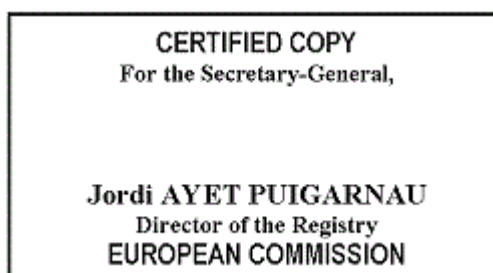 CERTIFIED COPY
For the Secretary-General,
Jordi AYET PUIGARNAU
Director of the Registry
EUROPEAN COMMISSION